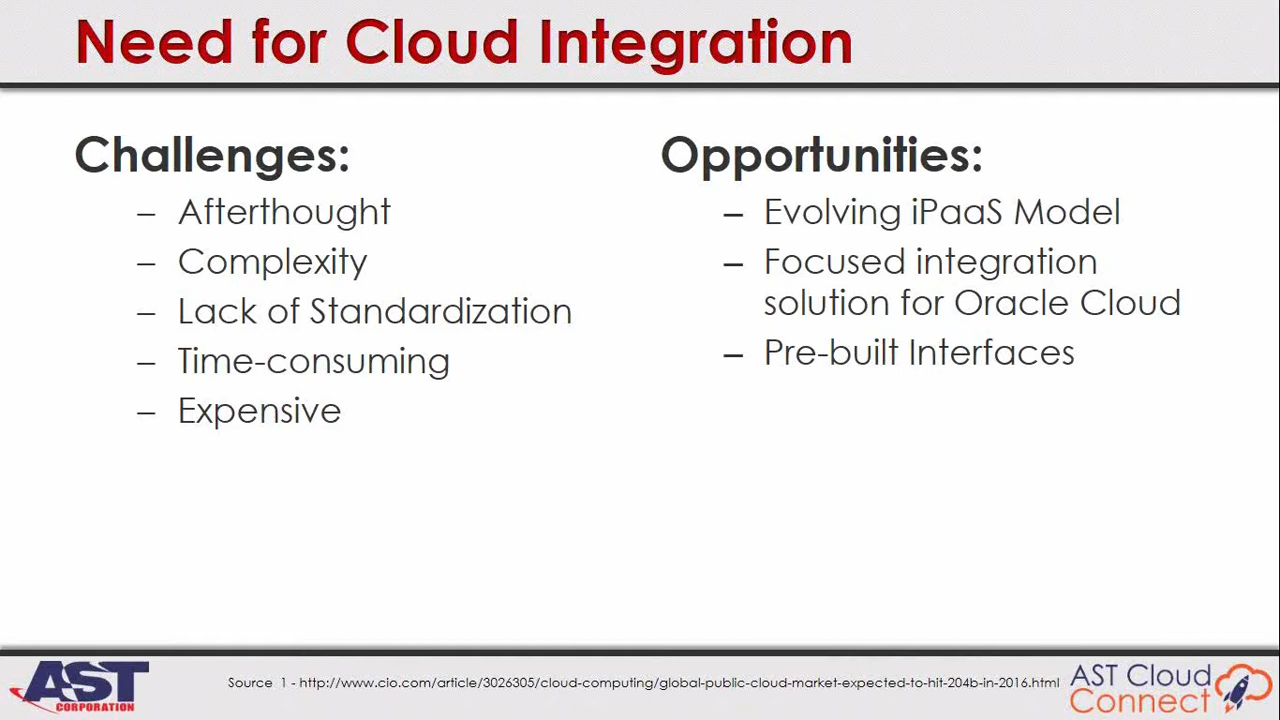 Need for Cloud Integration
Challenges:
– Afterthought
– Complexity
– Lack of Standardization
– Time-consuming
– Expensive
Opportunities:
– Evolving iPaaS Model
– Focused integration
solution for Oracle Cloud
– Pre-built Interfaces
AST
CORPORATION
Source 1 - http://www.cio.com/article/3026305/cloud-computing/global-public-cloud-market-expected-to-hit-204b-in-2016.html
AST Cloud
Connect